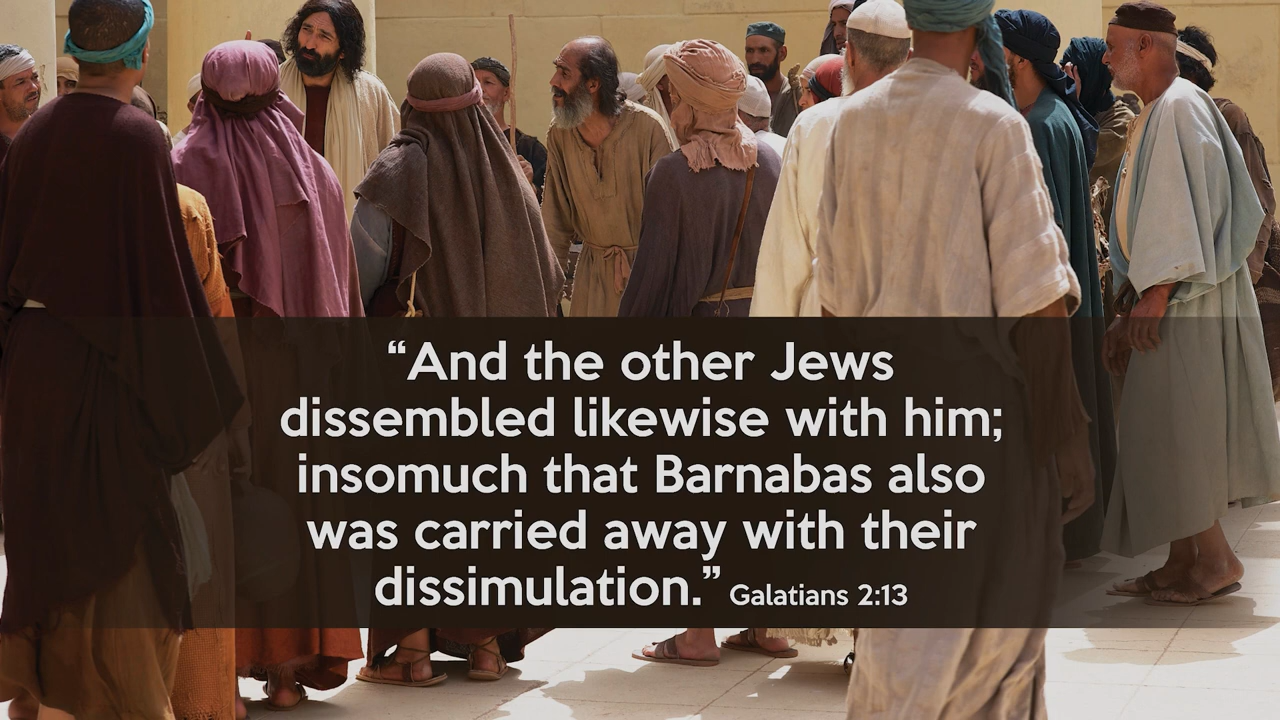 “And the other Jews
dissembled likewise with him;
insomuch that Barnabas also
was carried away with their
dissimulation.” Galatians 2:13